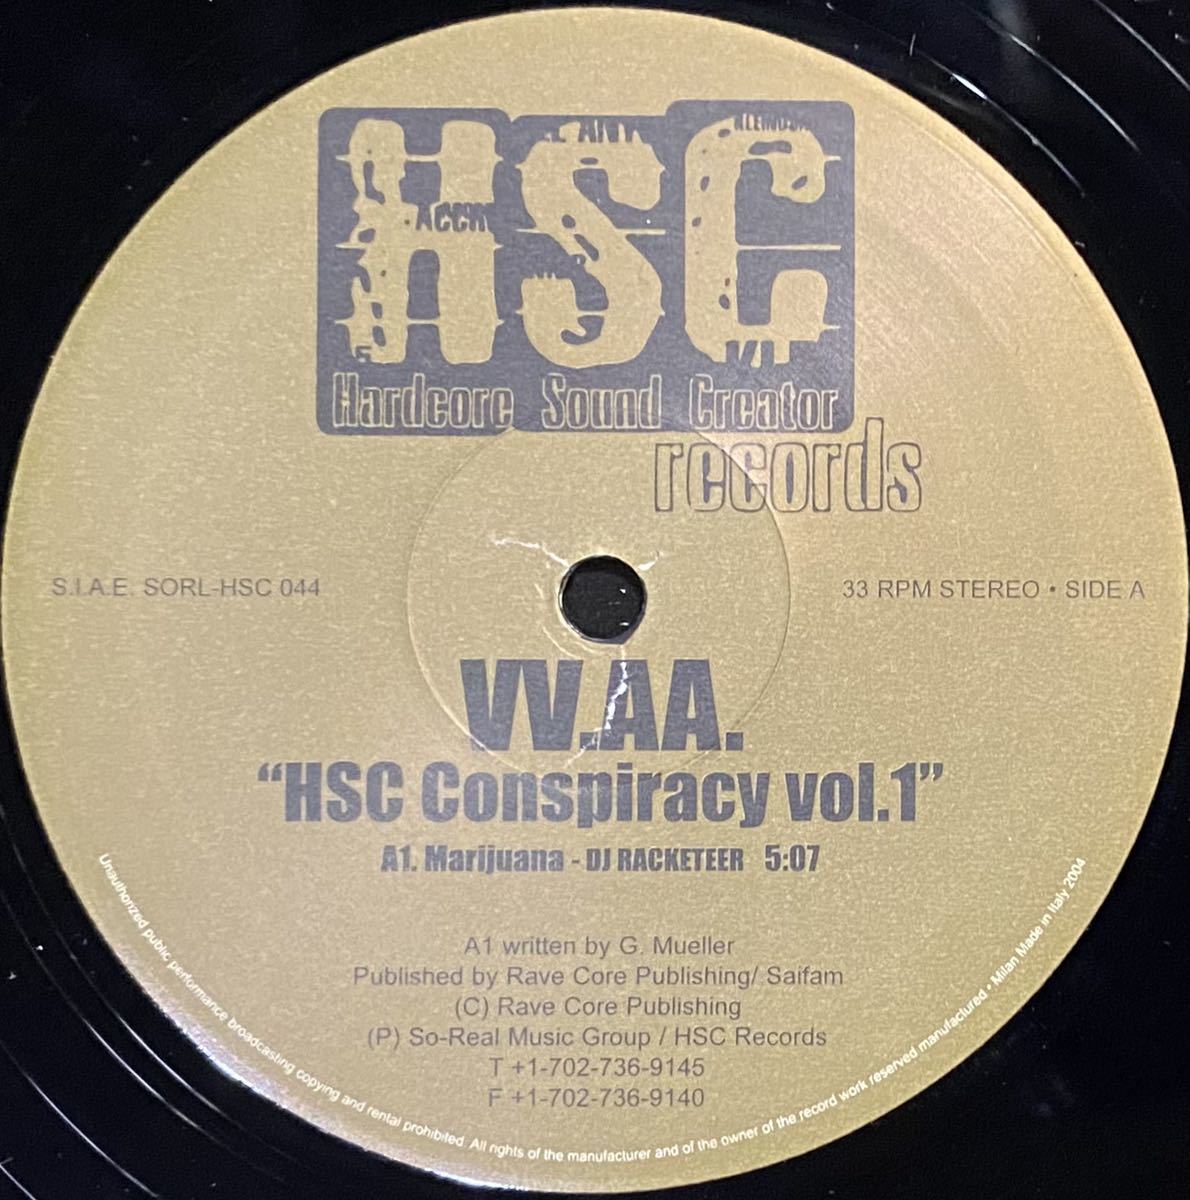 HSC
Hardcore Sound Creator
records
S.I.A.E. SORL-HSC 044
33 RPM STEREO • SIDE A
VV.AA.
“HSC Conspiracy vol.1”
A1. Marijuana - DJ RACKETEER 5:07
A1 written by G. Mueller
Published by Rave Core Publishing/ Saifam
(C) Rave Core Publishing
(P) So-Real Music Group / HSC Records
T +1-702-736-9145
F +1-702-736-9140
Unauthorized public performance broadcasting copying and rental prohibited. All rights of the manufacturer and of the owner of the record work reserved manufactured • Milan Made in Italy 2004